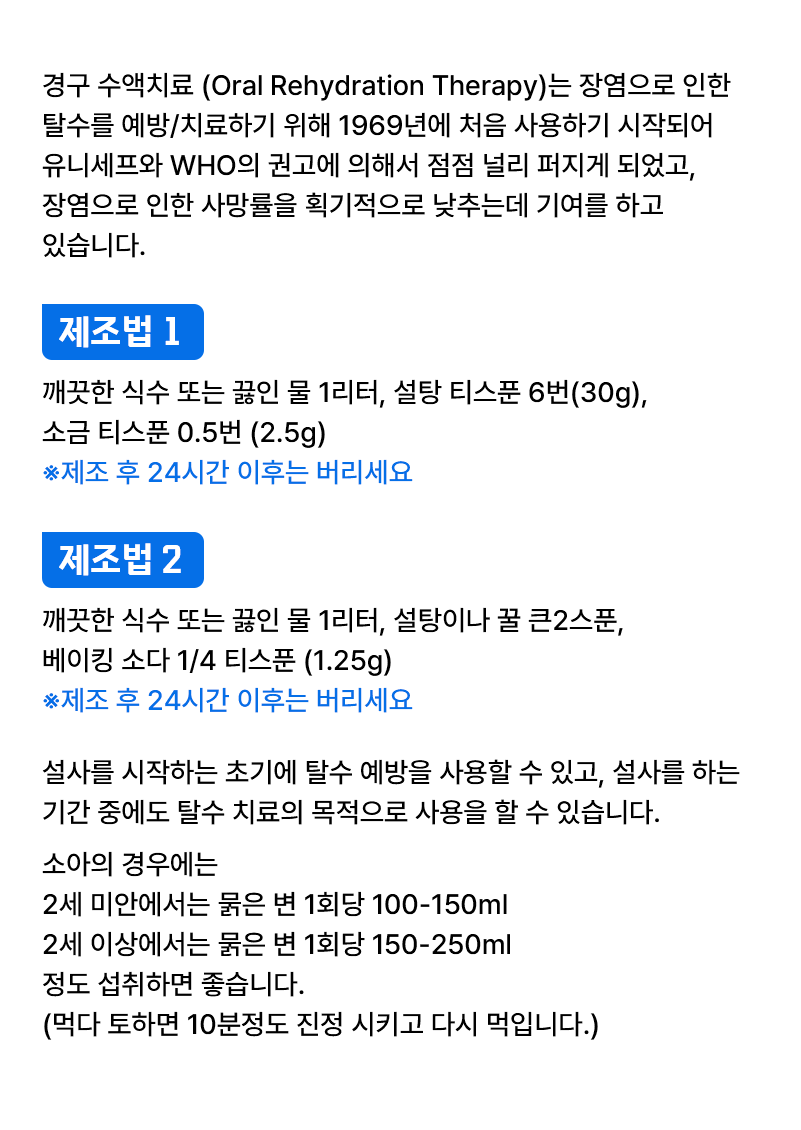 경구 수액치료 (Oral Rehydration Therapy)는 장염으로 인한
탈수를 예방/치료하기 위해 1969년에 처음 사용하기 시작되어
유니세프와 WHO의 권고에 의해서 점점 널리 퍼지게 되었고,
장염으로 인한 사망률을 획기적으로 낮추는데 기여를 하고
있습니다.
제조법 1
깨끗한 식수 또는 끓인 물 1리터, 설탕 티스푼 6번(30g),
소금 티스푼 0.5번 (2.5g)
※제조 후 24시간 이후는 버리세요
제조법 2
깨끗한 식수 또는 끓인 물 1리터, 설탕이나 꿀 큰2스푼,
베이킹 소다 1/4 티스푼 (1.25g)
※제조 후 24시간 이후는 버리세요
설사를 시작하는 초기에 탈수 예방을 사용할 수 있고, 설사를 하는
기간 중에도 탈수 치료의 목적으로 사용을 할 수 있습니다.
소아의 경우에는
2세 미안에서는 묽은 변 1회당 100-150ml
2세 이상에서는 묽은 변 1회당 150-250ml
정도 섭취하면 좋습니다.
(먹다 토하면 10분정도 진정 시키고 다시 먹입니다.)